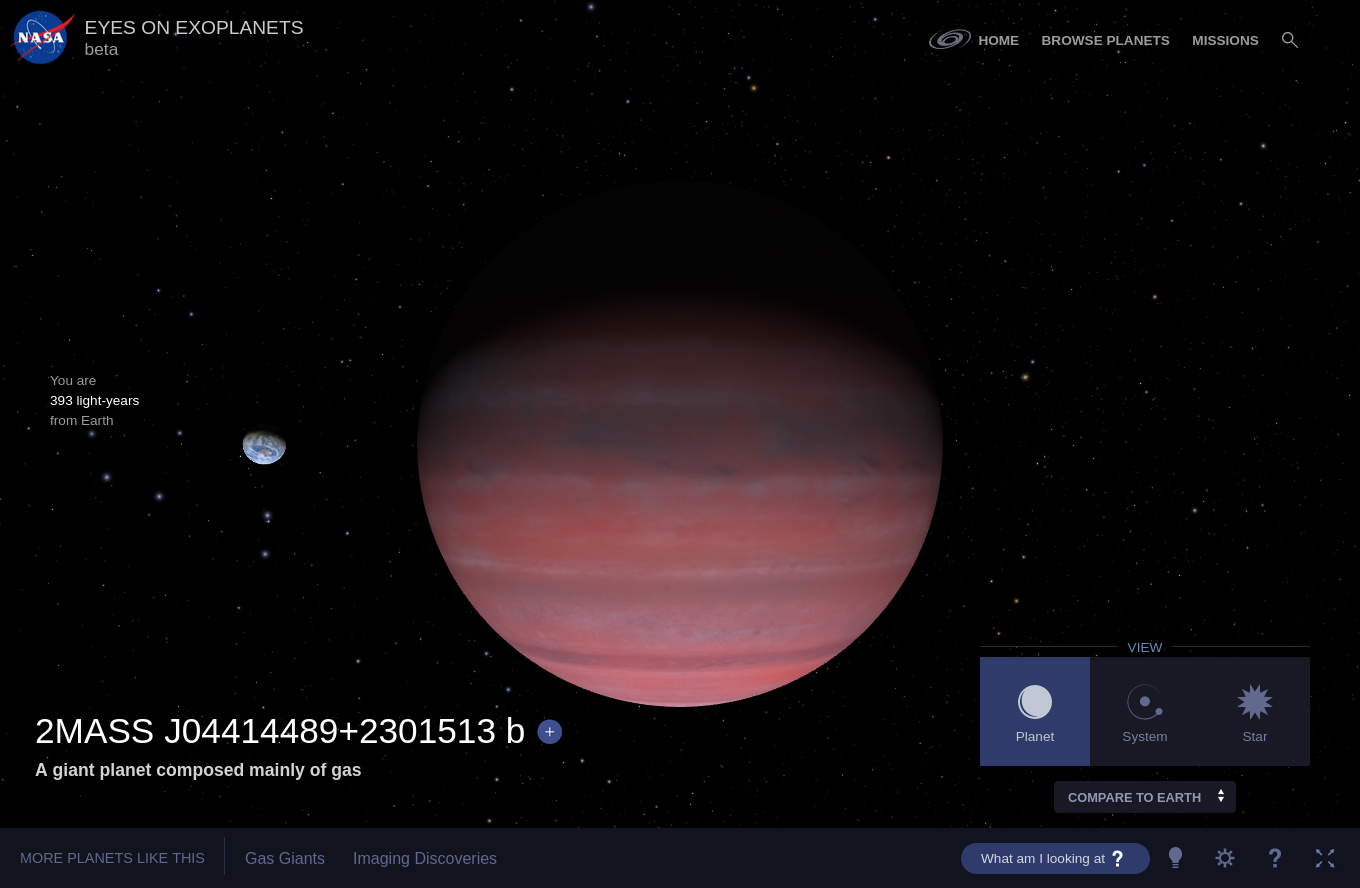 NASA
EYES ON EXOPLANETS
beta
HOME
BROWSE PLANETS
MISSIONS
You are
393 light-years
from Earth
2MASS J04414489+2301513 b +
A giant planet composed mainly of gas
VIEW
Planet
System
Star
COMPARE TO EARTH
MORE PLANETS LIKE THIS
Gas Giants
Imaging Discoveries
What am I looking at ?
?